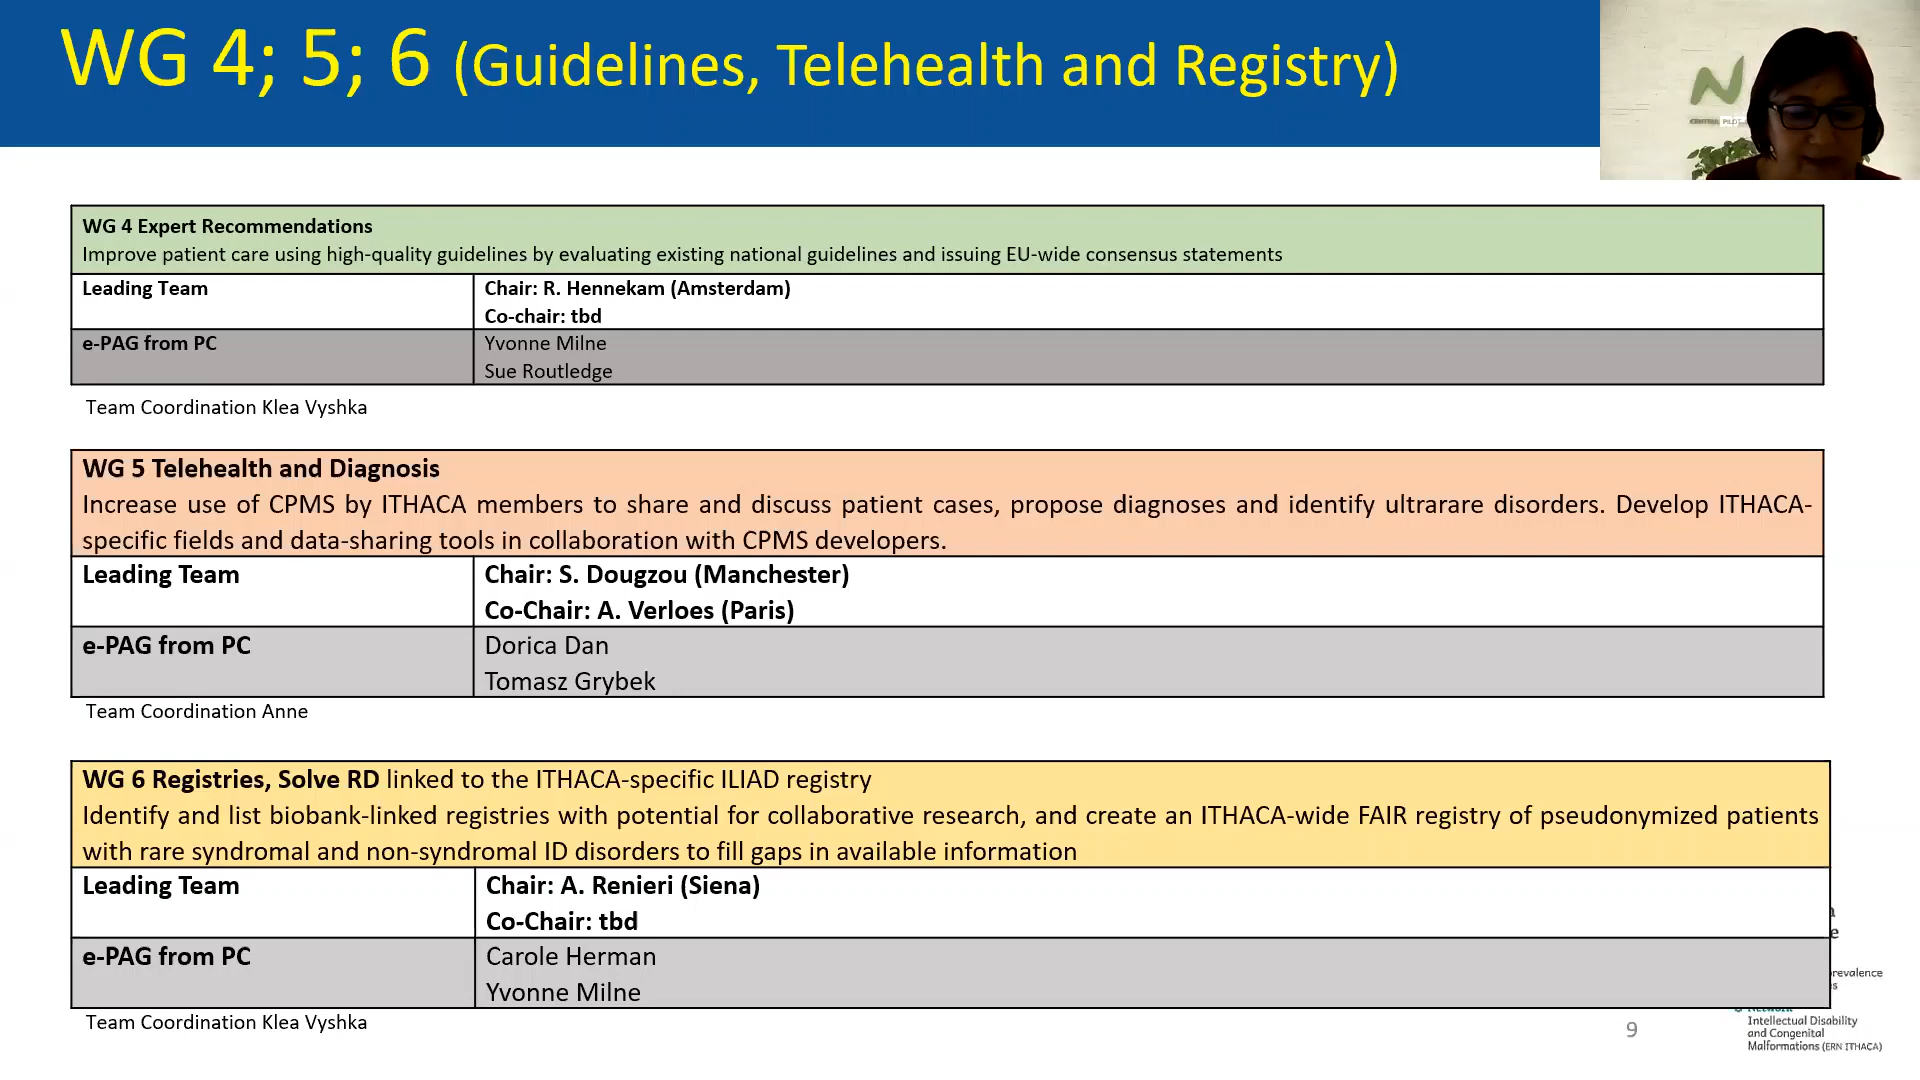 WG 4; 5; 6 (Guidelines, Telehealth and Registry)
WG 4 Expert Recommendations
Improve patient care using high-quality guidelines by evaluating existing national guidelines and issuing EU-wide consensus statements
Leading Team
Chair: R. Hennekam (Amsterdam)
Co-chair: tbd
e-PAG from PC
Yvonne Milne
Sue Routledge
Team Coordination Klea Vyshka
WG 5 Telehealth and Diagnosis
Increase use of CPMS by ITHACA members to share and discuss patient cases, propose diagnoses and identify ultrarare disorders. Develop ITHACA-
specific fields and data-sharing tools in collaboration with CPMS developers.
Leading Team
Chair: S. Dougzou (Manchester)
Co-Chair: A. Verloes (Paris)
e-PAG from PC
Dorica Dan
Tomasz Grybek
Team Coordination Anne
WG 6 Registries, Solve RD linked to the ITHACA-specific ILIAD registry
Identify and list biobank-linked registries with potential for collaborative research, and create an ITHACA-wide FAIR registry of pseudonymized patients
with rare syndromal and non-syndromal ID disorders to fill gaps in available information
Leading Team
Chair: A. Renieri (Siena)
Co-Chair: tbd
e-PAG from PC
Carole Herman
Yvonne Milne
Team Coordination Klea Vyshka
9
Intellectual Disability
and Congenital
Malformations (ERN ITHACA)